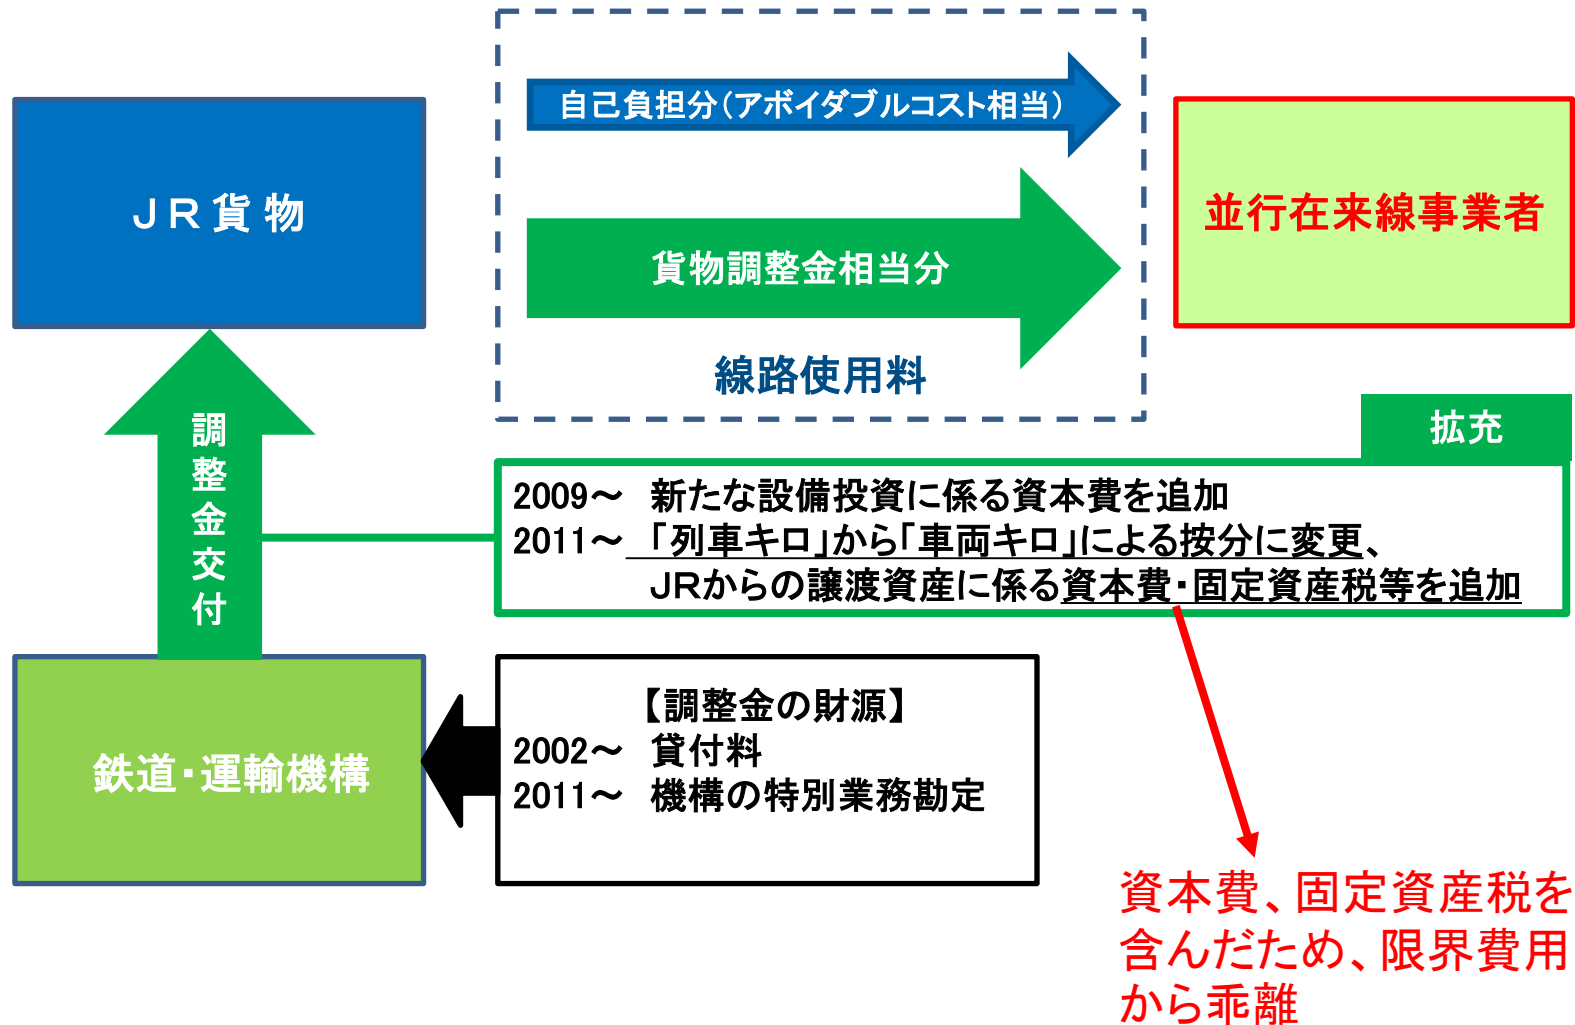 自己負担分（アボイダブルコスト相当）
ＪＲ貨物
並行在来線事業者
貨物調整金相当分
線路使用料
調整金交付
拡充
2009～　新たな設備投資に係る資本費を追加
2011～　「列車キロ」から「車両キロ」による按分に変更、
ＪＲからの譲渡資産に係る資本費・固定資産税等を追加
鉄道・運輸機構
【調整金の財源】
2002～　貸付料
2011～　機構の特別業務勘定
資本費、固定資産税を
含んだため、限界費用
から乖離